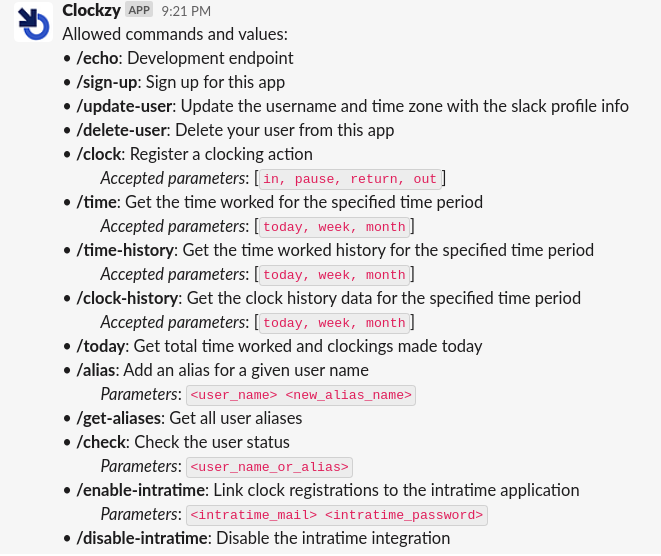 Clockzy APP 9:21 PM
Allowed commands and values:
• /echo: Development endpoint
• /sign-up: Sign up for this app
• /update-user: Update the username and time zone with the slack profile info
• /delete-user: Delete your user from this app
• /clock: Register a clocking action
Accepted parameters: [in, pause, return, out]
• /time: Get the time worked for the specified time period
Accepted parameters: [today, week, month]
• /time-history: Get the time worked history for the specified time period
Accepted parameters: [today, week, month]
• /clock-history: Get the clock history data for the specified time period
Accepted parameters: [today, week, month]
• /today: Get total time worked and clockings made today
• /alias: Add an alias for a given user name
Parameters: <user_name> <new_alias_name>
• /get-aliases: Get all user aliases
• /check: Check the user status
Parameters: <user_name_or_alias>
• /enable-intratime: Link clock registrations to the intratime application
Parameters: <intratime_mail> <intratime_password>
• /disable-intratime: Disable the intratime integration